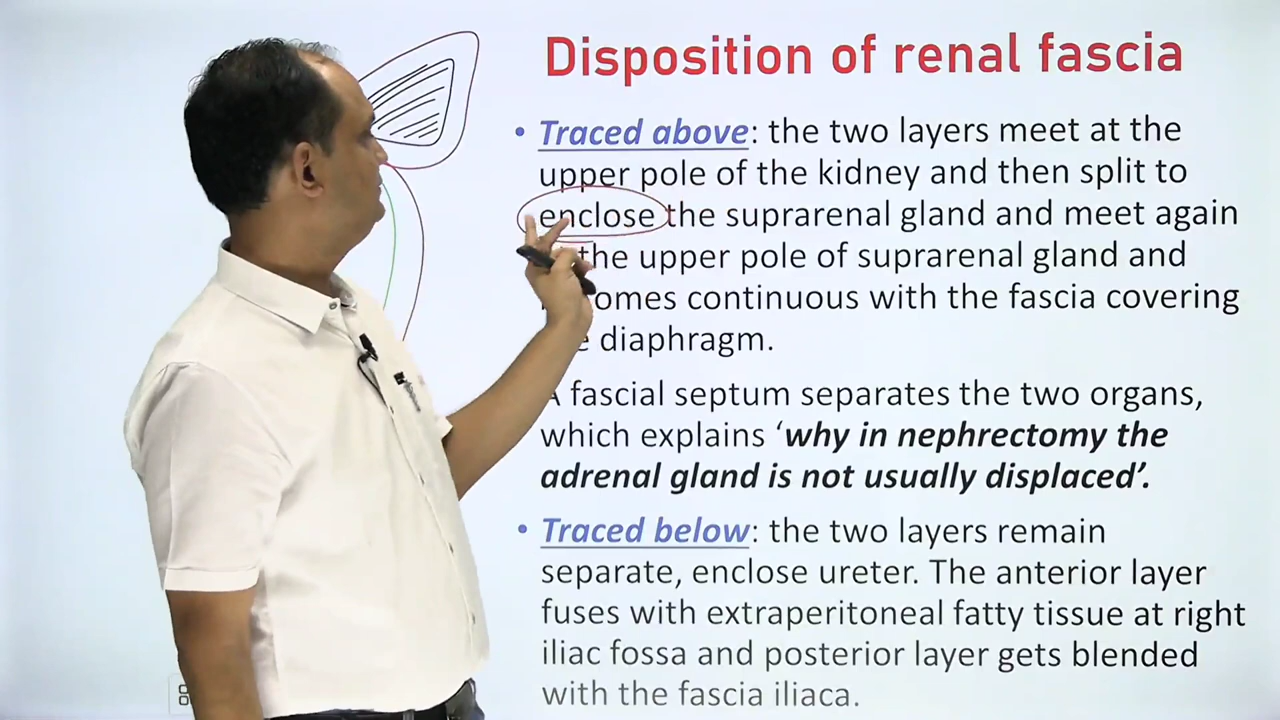 Disposition of renal fascia
• Traced above: the two layers meet at the
upper pole of the kidney and then split to
enclose the suprarenal gland and meet again
the upper pole of suprarenal gland and
omes continuous with the fascia covering
diaphragm.
A fascial septum separates the two organs,
which explains ‘why in nephrectomy the
adrenal gland is not usually displaced’.
• Traced below: the two layers remain
separate, enclose ureter. The anterior layer
fuses with extraperitoneal fatty tissue at right
iliac fossa and posterior layer gets blended
with the fascia iliaca.